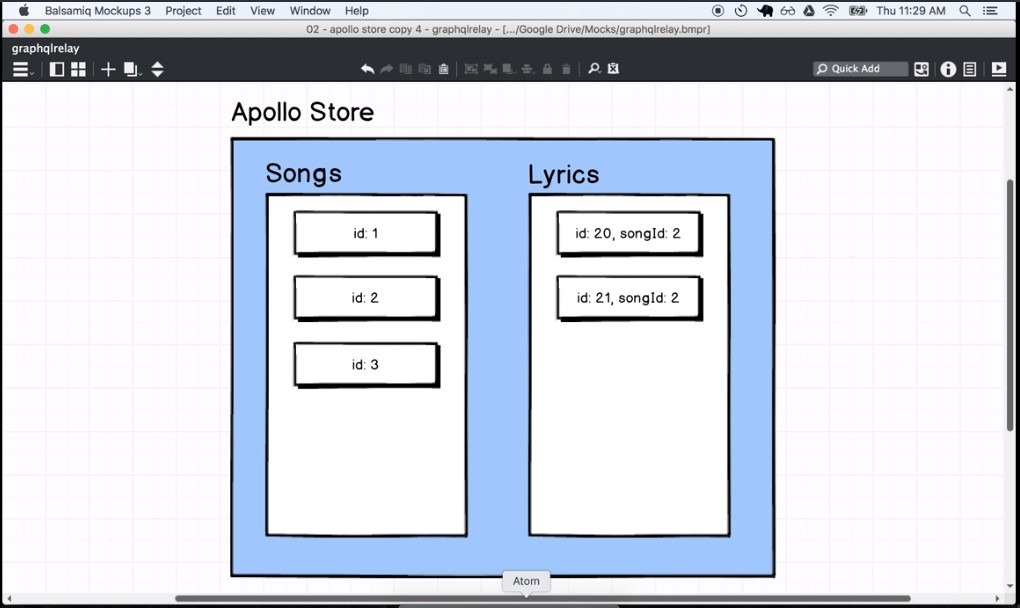 Balsamiq Mockups 3 Project Edit View Window Help Thu 11:29 AM
02 - apollo store copy 4 - graphqlrelay - [.../Google Drive/Mocks/graphqlrelay.bmpr]
graphqlrelay
Quick Add
Apollo Store
Songs
id: 1
id: 2
id: 3
Lyrics
id: 20, songId: 2
id: 21, songId: 2
Atom